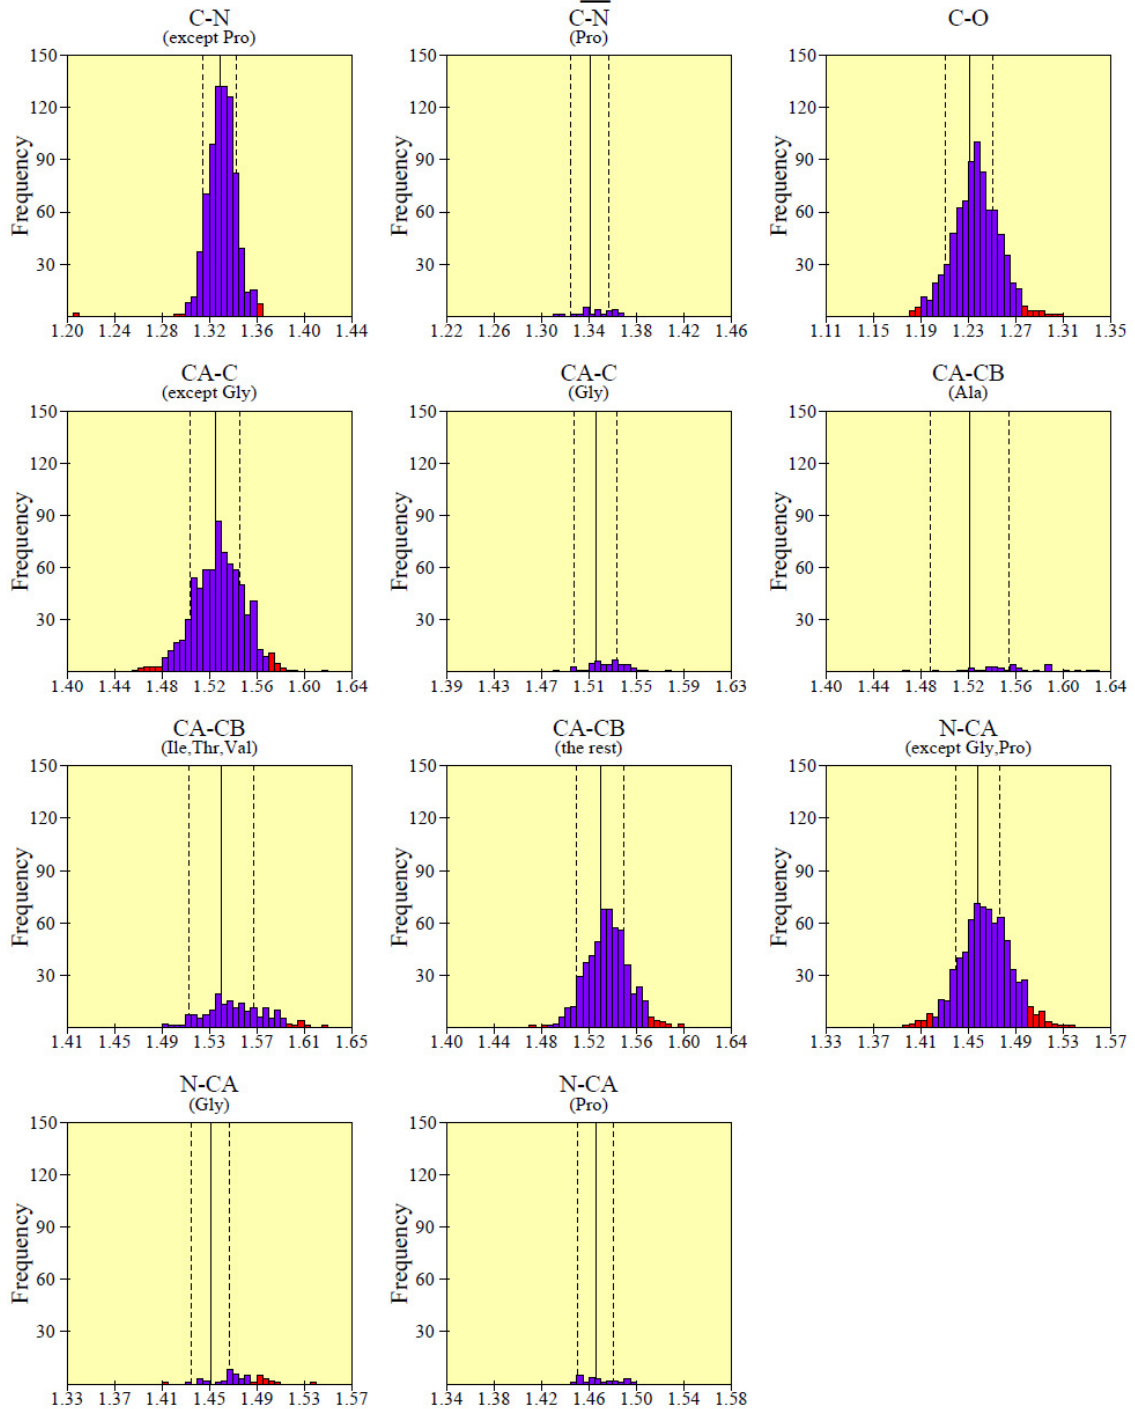 C-N
(except Pro)
150
120
90
60
30
Frequency
1.20 1.24 1.28 1.32 1.36 1.40 1.44
C-N
(Pro)
150
120
90
60
30
Frequency
1.22 1.26 1.30 1.34 1.38 1.42 1.46
C-O
150
120
90
60
30
Frequency
1.11 1.15 1.19 1.23 1.27 1.31 1.35
CA-C
(except Gly)
150
120
90
60
30
Frequency
1.40 1.44 1.48 1.52 1.56 1.60 1.64
CA-C
(Gly)
150
120
90
60
30
Frequency
1.39 1.43 1.47 1.51 1.55 1.59 1.63
CA-CB
(Ala)
150
120
90
60
30
Frequency
1.40 1.44 1.48 1.52 1.56 1.60 1.64
CA-CB
(Ile,Thr,Val)
150
120
90
60
30
Frequency
1.41 1.45 1.49 1.53 1.57 1.61 1.65
CA-CB
(the rest)
150
120
90
60
30
Frequency
1.40 1.44 1.48 1.52 1.56 1.60 1.64
N-CA
(except Gly,Pro)
150
120
90
60
30
Frequency
1.33 1.37 1.41 1.45 1.49 1.53 1.57
N-CA
(Gly)
150
120
90
60
30
Frequency
1.33 1.37 1.41 1.45 1.49 1.53 1.57
N-CA
(Pro)
150
120
90
60
30
Frequency
1.34 1.38 1.42 1.46 1.50 1.54 1.58